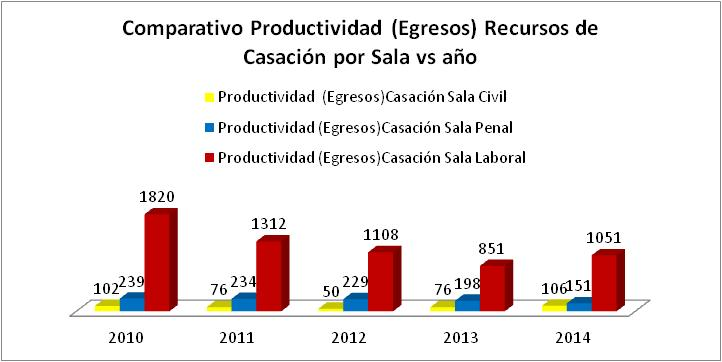 Comparativo Productividad (Egresos) Recursos de
Casación por Sala vs año
Productividad (Egresos)Casación Sala Civil
Productividad (Egresos)Casación Sala Penal
Productividad (Egresos)Casación Sala Laboral
102 239 1820
76 234 1312
50 229 1108
76 198 851
106 151 1051
2010 2011 2012 2013 2014